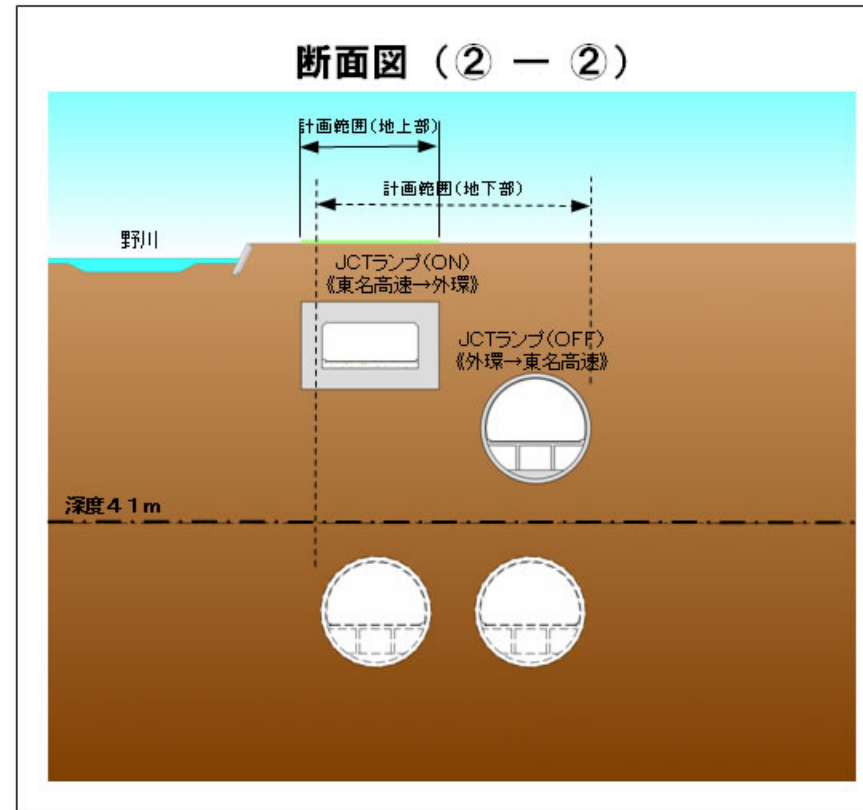 断面図（② ー ②）
計画範囲(地上部)
計画範囲(地下部)
野川
JCTランプ(ON)
《東名高速→外環》
JCTランプ(OFF)
《外環→東名高速》
深度41m